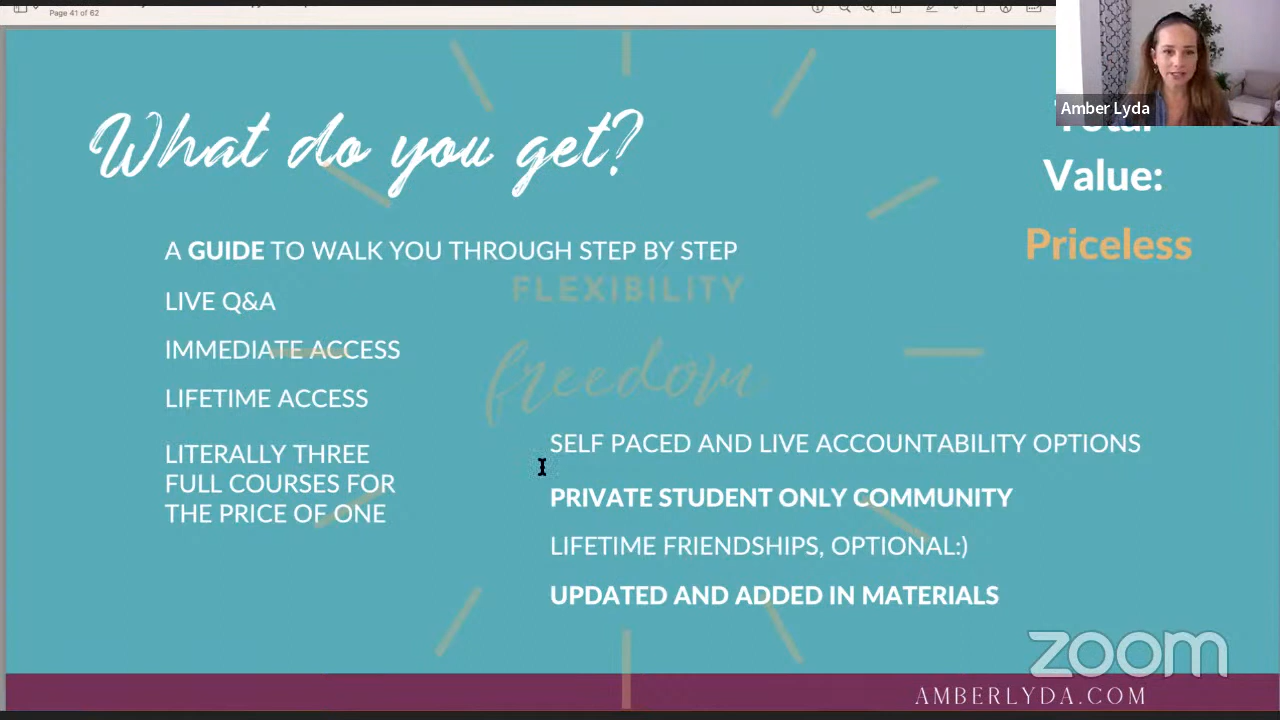 Page 41 of 62
Amber Lyda
What do you get?
Total
Value:
Priceless
A GUIDE TO WALK YOU THROUGH STEP BY STEP
FLEXIBILITY
LIVE Q&A
IMMEDIATE ACCESS
freedom
LIFETIME ACCESS
LITERALLY THREE
FULL COURSES FOR
THE PRICE OF ONE
SELF PACED AND LIVE ACCOUNTABILITY OPTIONS
PRIVATE STUDENT ONLY COMMUNITY
LIFETIME FRIENDSHIPS, OPTIONAL:)
UPDATED AND ADDED IN MATERIALS
zoom
AMBERLYDA.COM